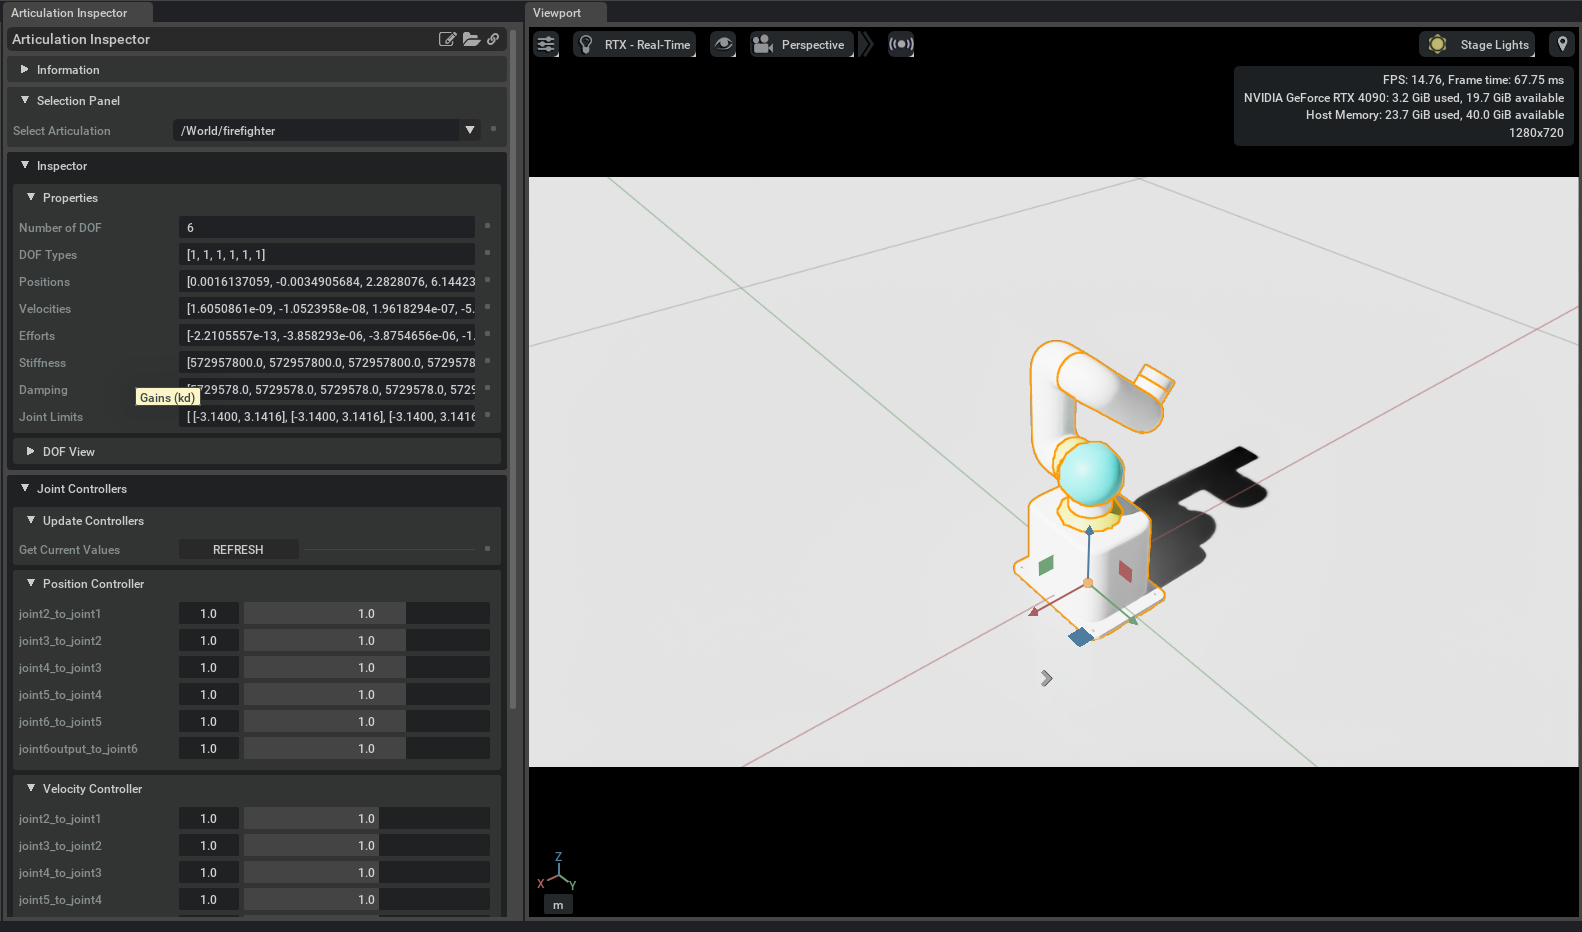 Articulation Inspector
Articulation Inspector
Information
Selection Panel
Select Articulation /World/firefighter
Inspector
Properties
Number of DOF 6
DOF Types [1, 1, 1, 1, 1, 1]
Positions [0.0016137059, -0.0034905684, 2.2828076, 6.14423
Velocities [1.6050861e-09, -1.0523958e-08, 1.9618294e-07, -5.
Efforts [-2.2105557e-13, -3.858293e-06, -3.8754656e-06, -1.
Stiffness [572957800.0, 572957800.0, 572957800.0, 5729578
Damping [5729578.0, 5729578.0, 5729578.0, 5729578.0, 5729
Gains (kd)
Joint Limits [ [-3.1400, 3.1416], [-3.1400, 3.1416], [-3.1400, 3.1416
DOF View
Joint Controllers
Update Controllers
Get Current Values REFRESH
Position Controller
joint2_to_joint1 1.0 1.0
joint3_to_joint2 1.0 1.0
joint4_to_joint3 1.0 1.0
joint5_to_joint4 1.0 1.0
joint6_to_joint5 1.0 1.0
joint6output_to_joint6 1.0 1.0
Velocity Controller
joint2_to_joint1 1.0 1.0
joint3_to_joint2 1.0 1.0
joint4_to_joint3 1.0 1.0
joint5_to_joint4 1.0 1.0
Viewport
RTX - Real-Time Perspective Stage Lights
FPS: 14.76, Frame time: 67.75 ms
NVIDIA GeForce RTX 4090: 3.2 GiB used, 19.7 GiB available
Host Memory: 23.7 GiB used, 40.0 GiB available
1280x720
Z
X Y
m